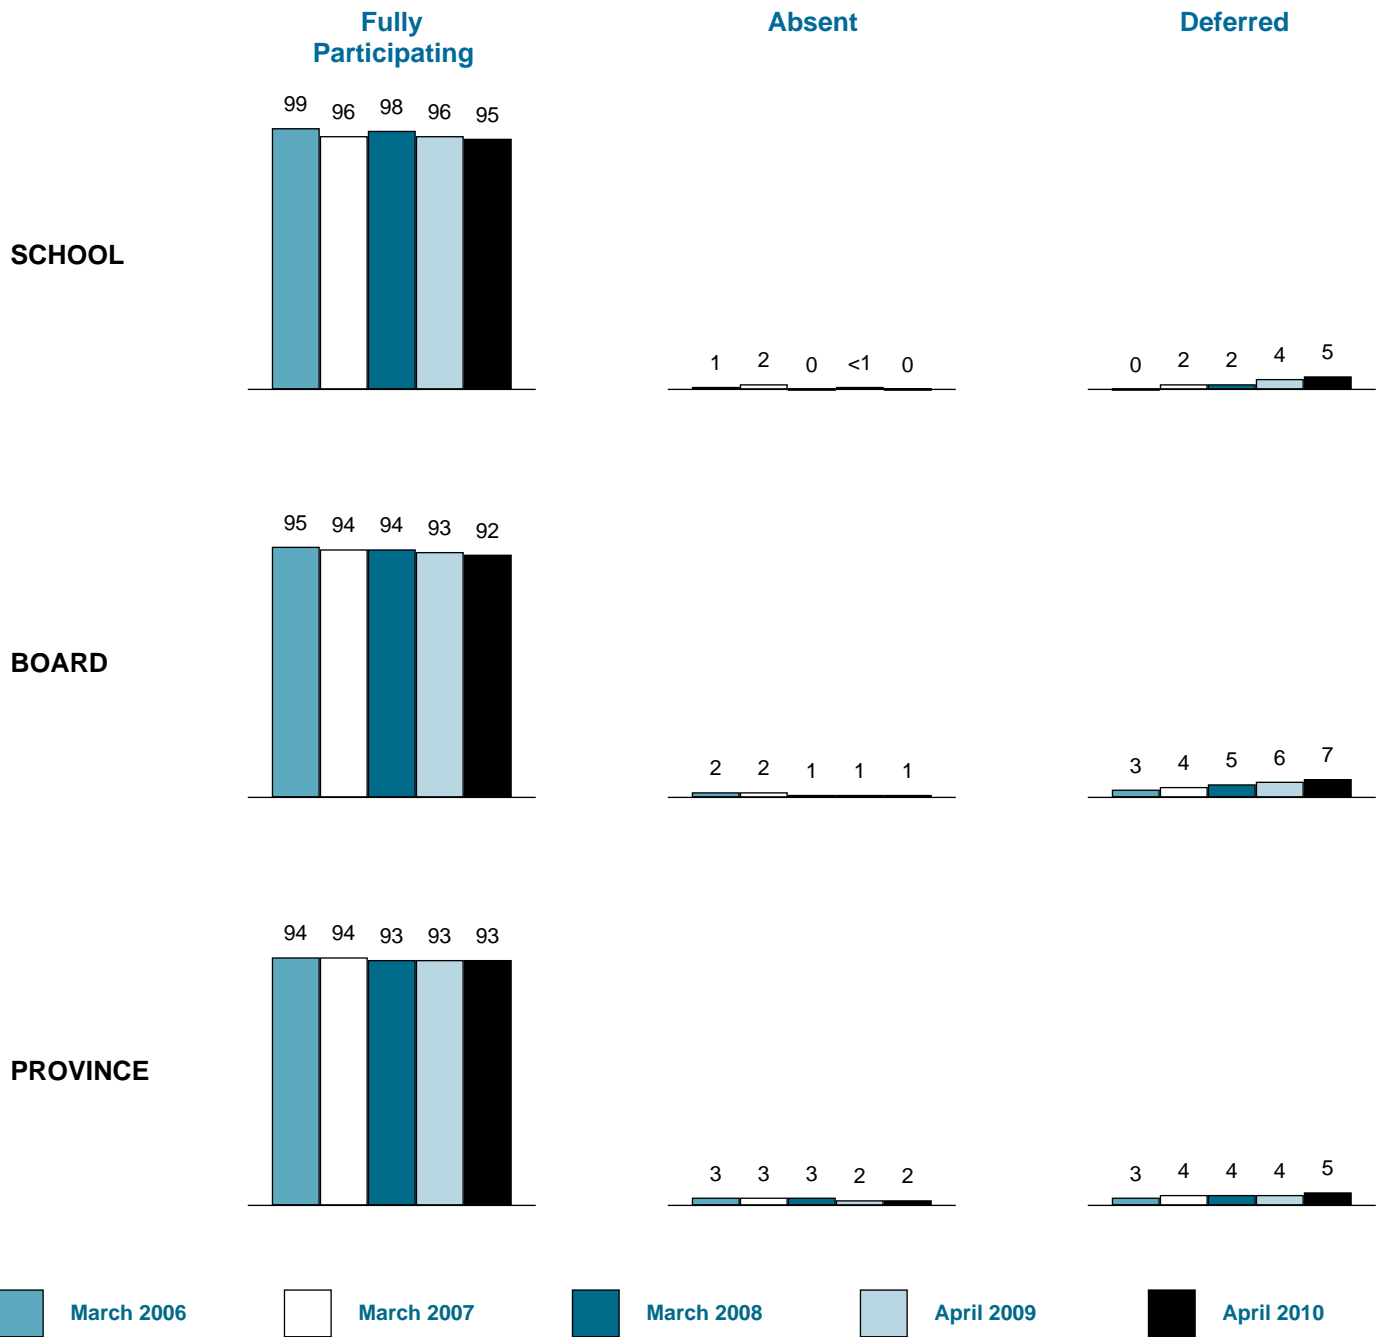 Fully
Participating
Absent
Deferred
99 96 98 96 95
SCHOOL
1 2 0 <1 0
0 2 2 4 5
95 94 94 93 92
BOARD
2 2 1 1 1
3 4 5 6 7
94 94 93 93 93
PROVINCE
3 3 3 2 2
3 4 4 4 5
March 2006
March 2007
March 2008
April 2009
April 2010